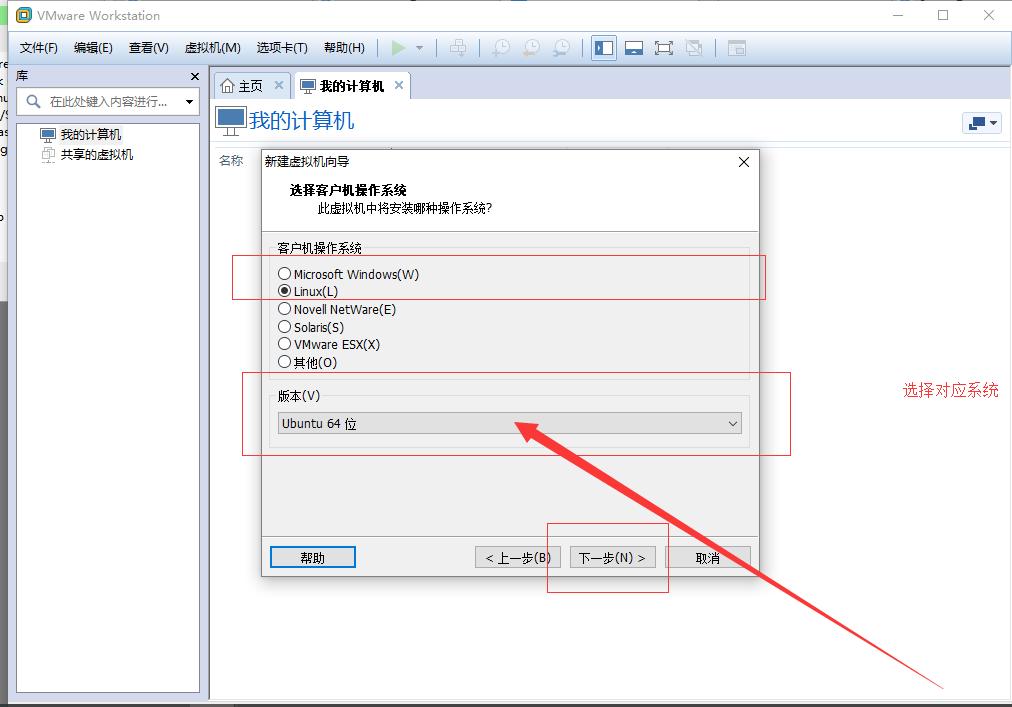 VMware Workstation
文件(F) 编辑(E) 查看(V) 虚拟机(M) 选项卡(T) 帮助(H)
库
在此处键入内容进行...
我的计算机
共享的虚拟机
主页 我的计算机
我的计算机
名称
新建虚拟机向导
选择客户机操作系统
此虚拟机中将安装哪种操作系统?
客户机操作系统
Microsoft Windows(W)
Linux(L)
Novell NetWare(E)
Solaris(S)
VMware ESX(X)
其他(O)
版本(V)
Ubuntu 64 位
选择对应系统
帮助 < 上一步(B) 下一步(N) > 取消